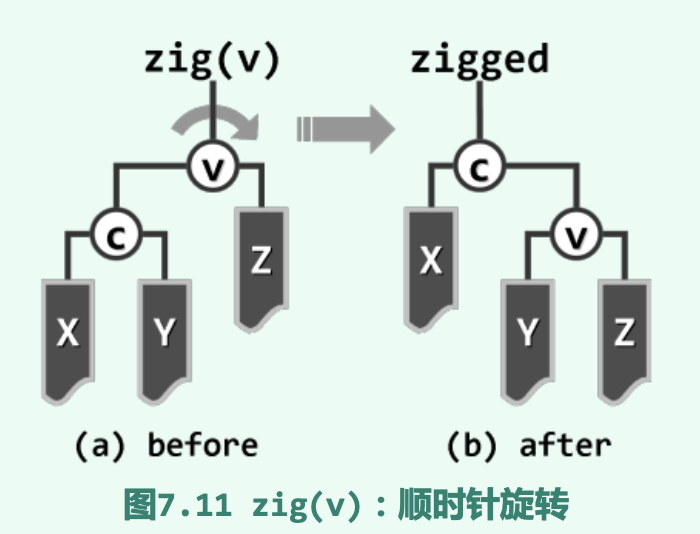 zig(v)
zigged
v
c
c
Z
X
v
X
Y
Y
Z
(a) before
(b) after
图7.11 zig(v)：顺时针旋转